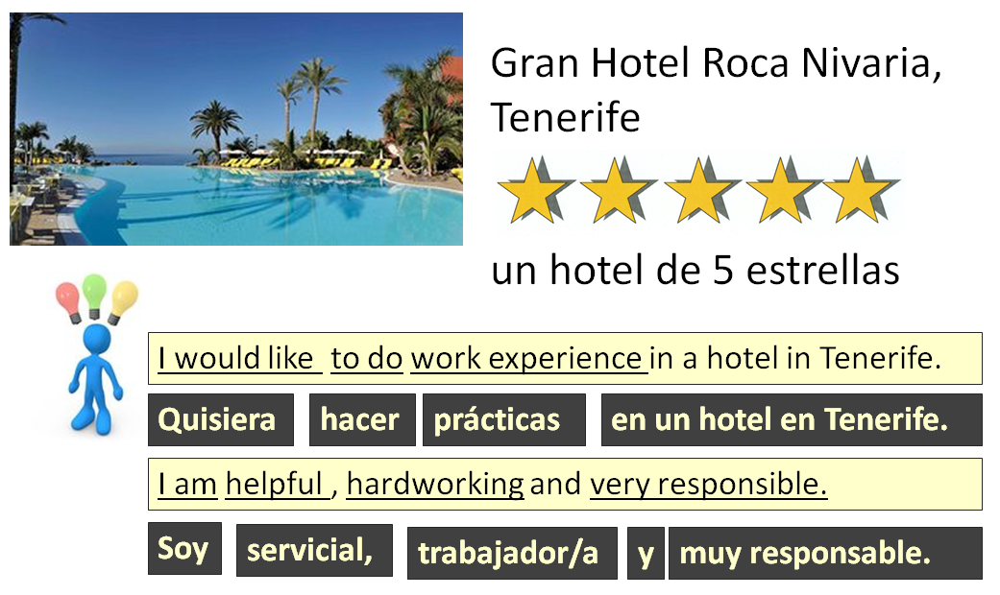 Gran Hotel Roca Nivaria,
Tenerife
un hotel de 5 estrellas
I would like to do work experience in a hotel in Tenerife.
Quisiera hacer prácticas en un hotel en Tenerife.
I am helpful , hardworking and very responsible.
Soy servicial, trabajador/a y muy responsable.